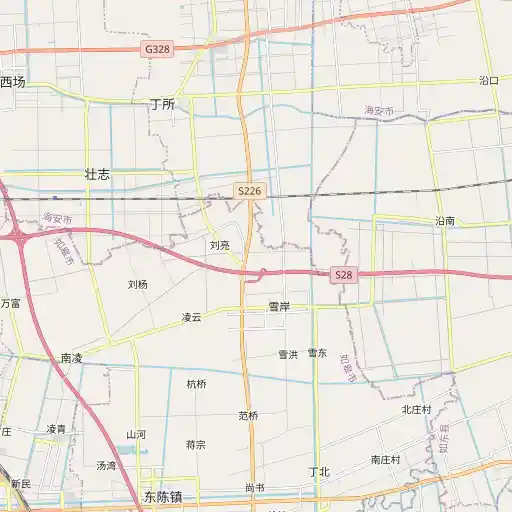 G328
西场
沿口
丁所
海安市
壮志
S226
海安市
沿南
刘亮
如皋市
S28
刘杨
万富
雪岸
凌云
雪洪
雪东
南凌
如皋市
杭桥
北庄村
范桥
庄
凌青
山河
如东县
蒋宗
南庄村
汤湾
丁北
新民
尚书
东陈镇